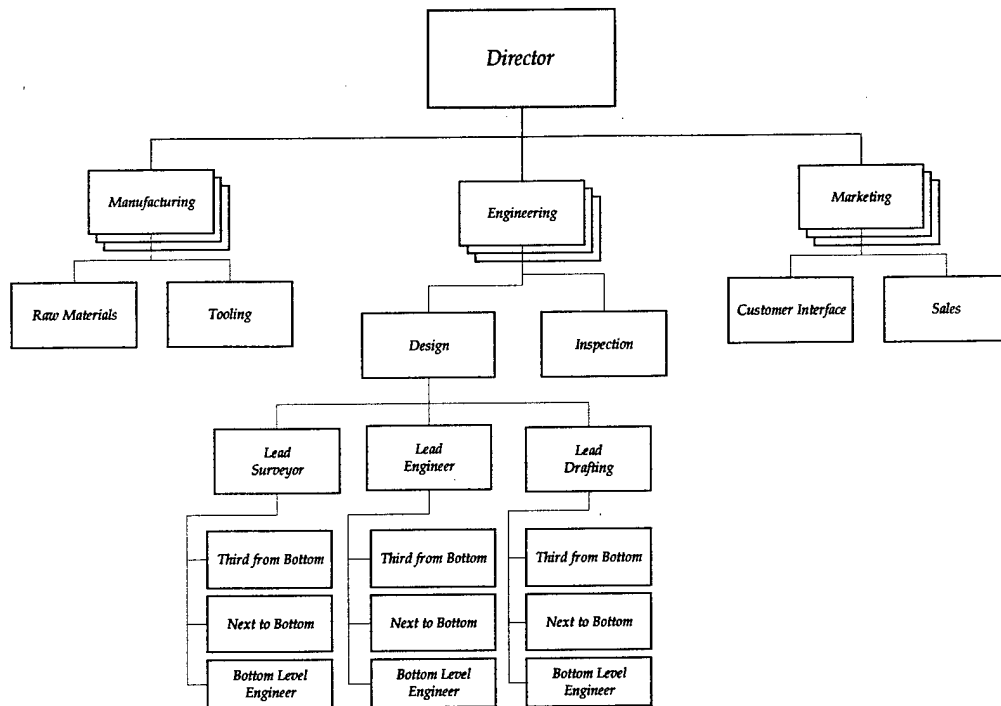 Director
Manufacturing
Engineering
Marketing
Raw Materials
Tooling
Customer Interface
Sales
Design
Inspection
Lead
Surveyor
Lead
Engineer
Lead
Drafting
Third from Bottom
Third from Bottom
Third from Bottom
Next to Bottom
Next to Bottom
Next to Bottom
Bottom Level
Engineer
Bottom Level
Engineer
Bottom Level
Engineer